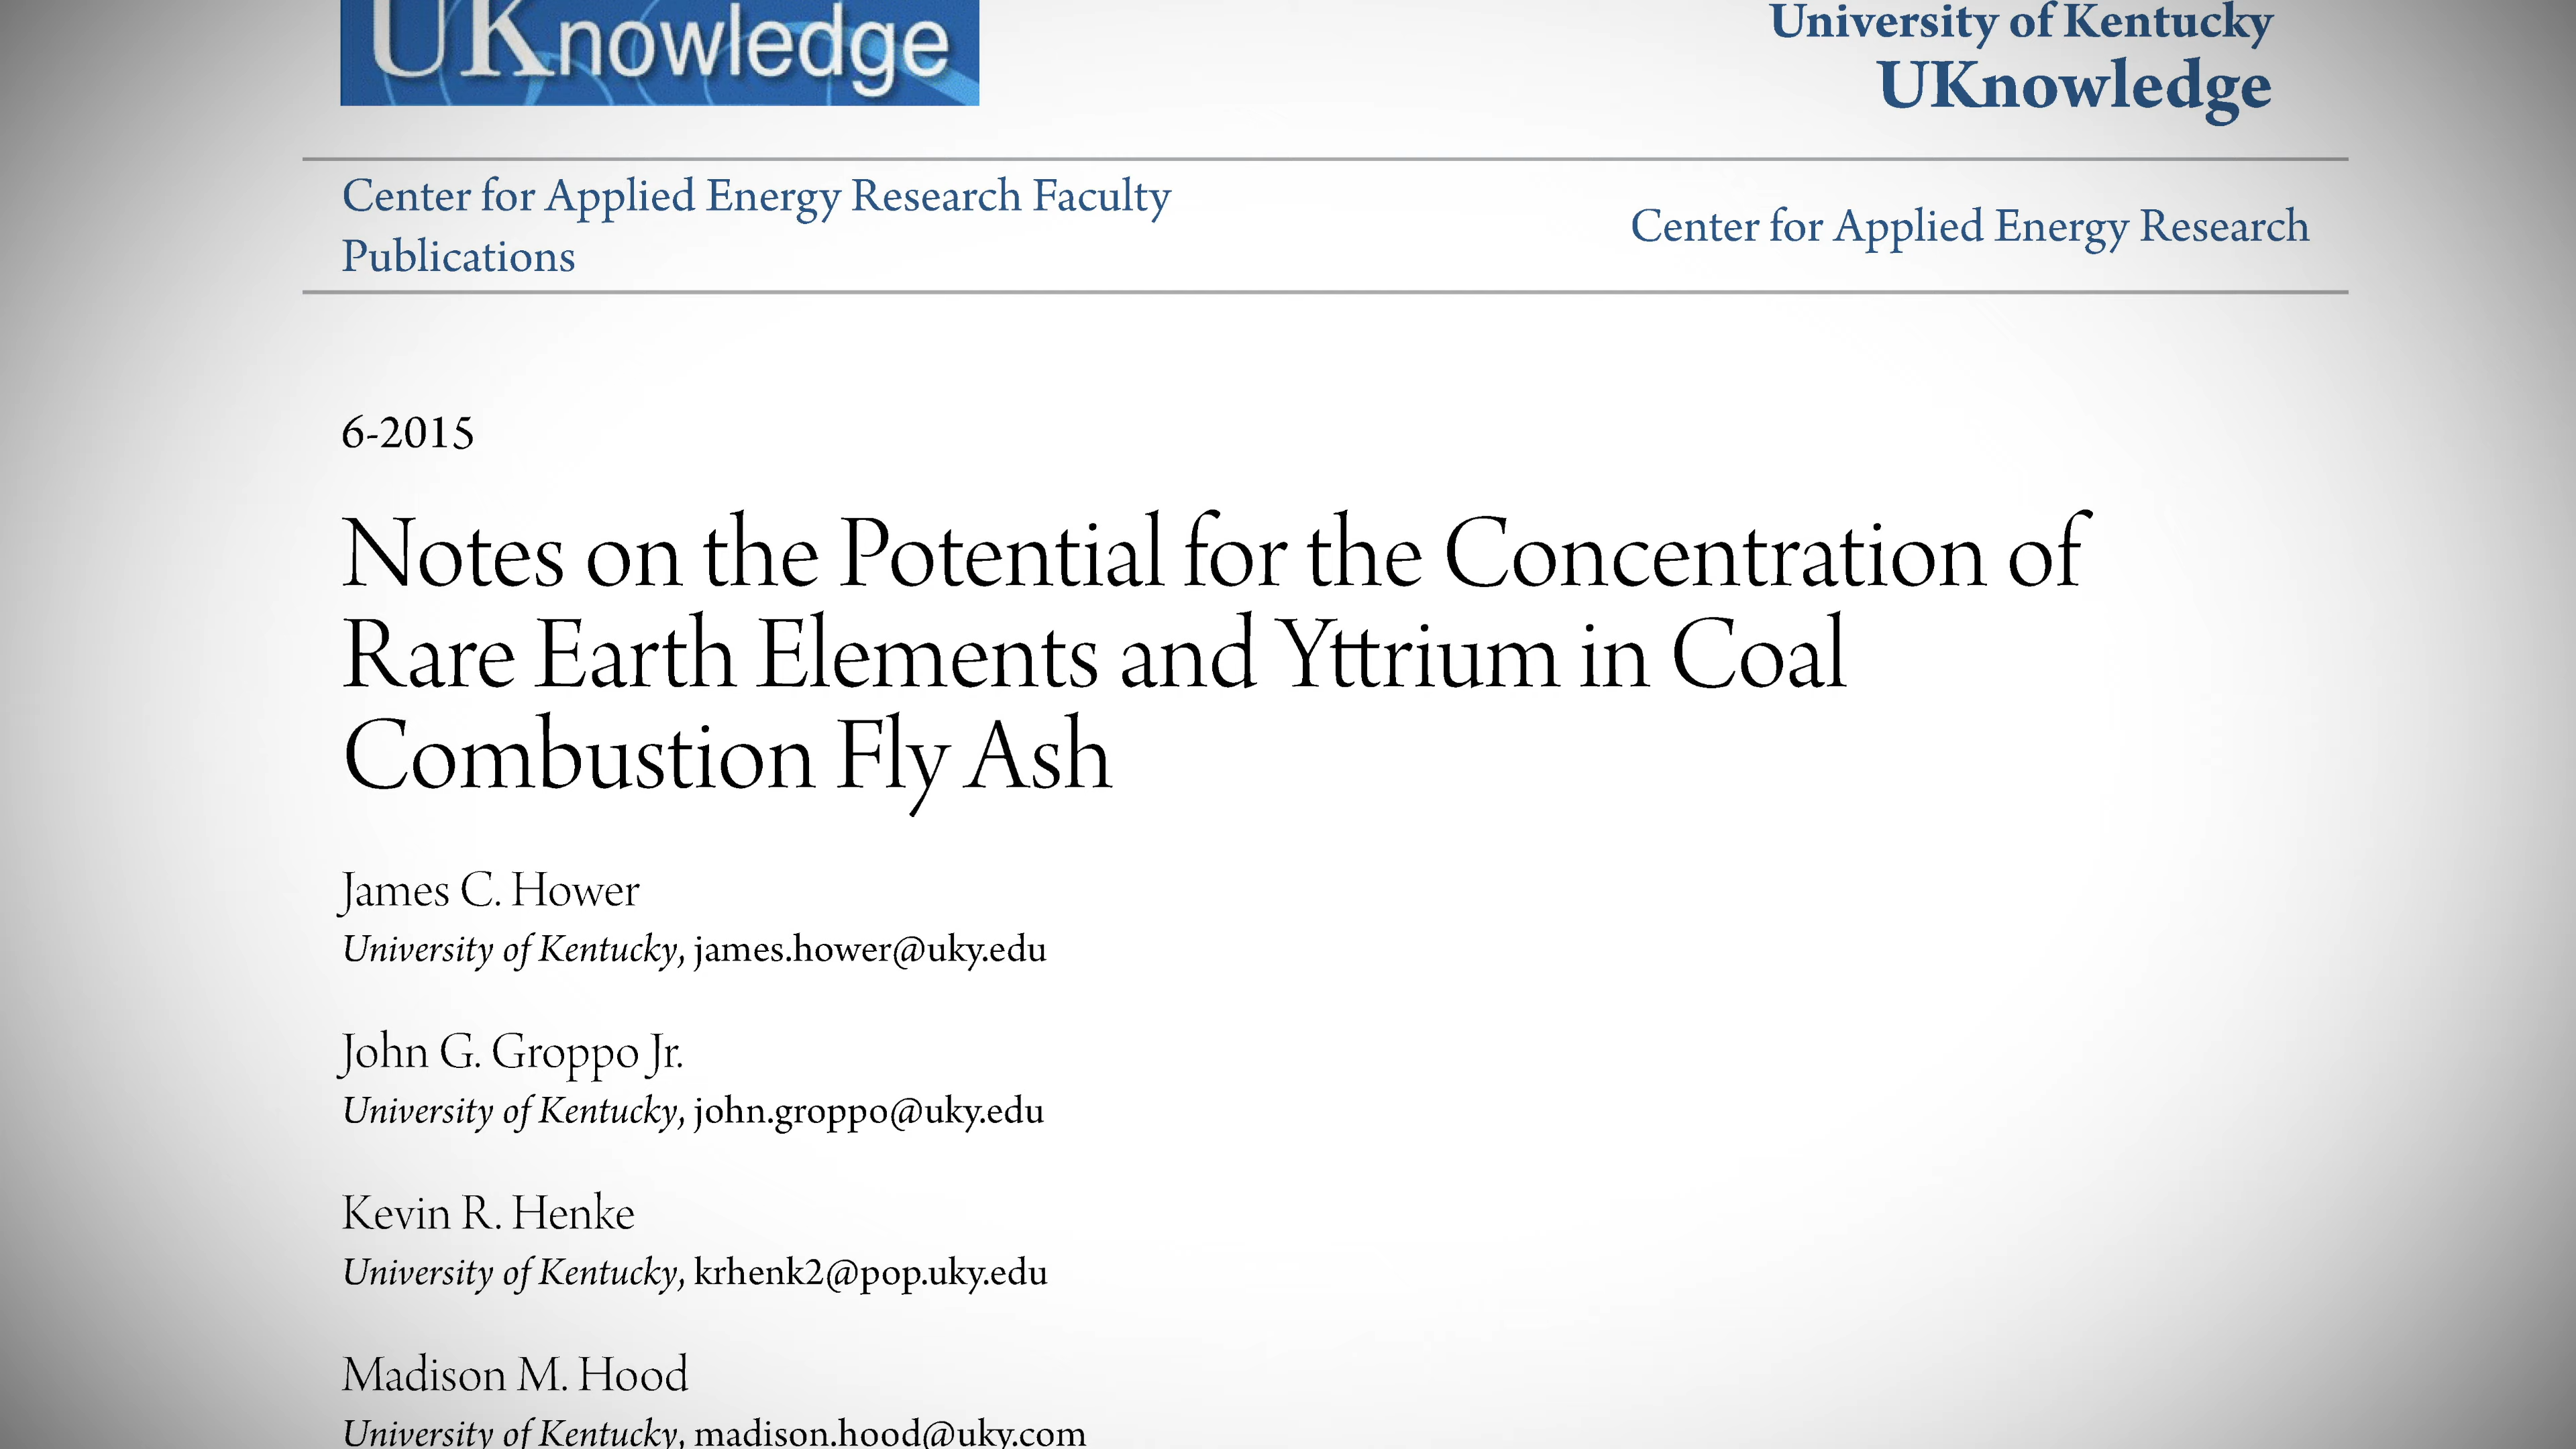 UKnowledge
University of Kentucky
UKnowledge
Center for Applied Energy Research Faculty
Publications
Center for Applied Energy Research
6-2015
Notes on the Potential for the Concentration of
Rare Earth Elements and Yttrium in Coal
Combustion Fly Ash
James C. Hower
University of Kentucky, james.hower@uky.edu
John G. Groppo Jr.
University of Kentucky, john.groppo@uky.edu
Kevin R. Henke
University of Kentucky, krhenk2@pop.uky.edu
Madison M. Hood
University of Kentucky, madison.hood@uky.com